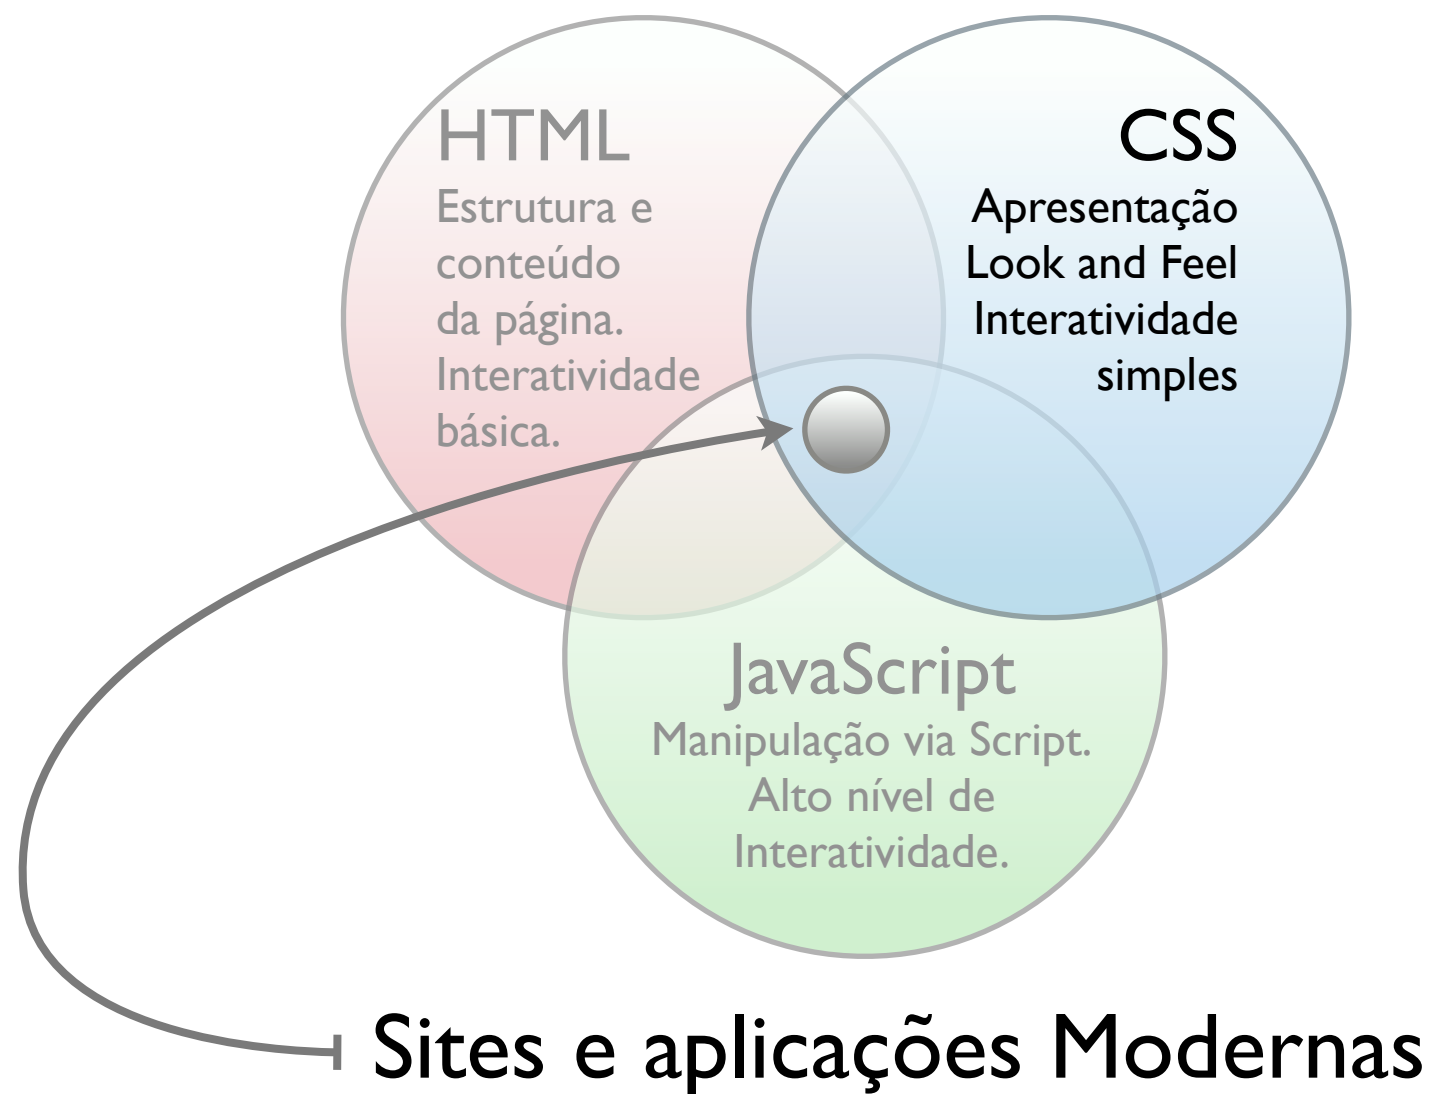 HTML
Estrutura e
conteúdo
da página.
Interatividade
básica.
CSS
Apresentação
Look and Feel
Interatividade
simples
JavaScript
Manipulação via Script.
Alto nível de
Interatividade.
Sites e aplicações Modernas